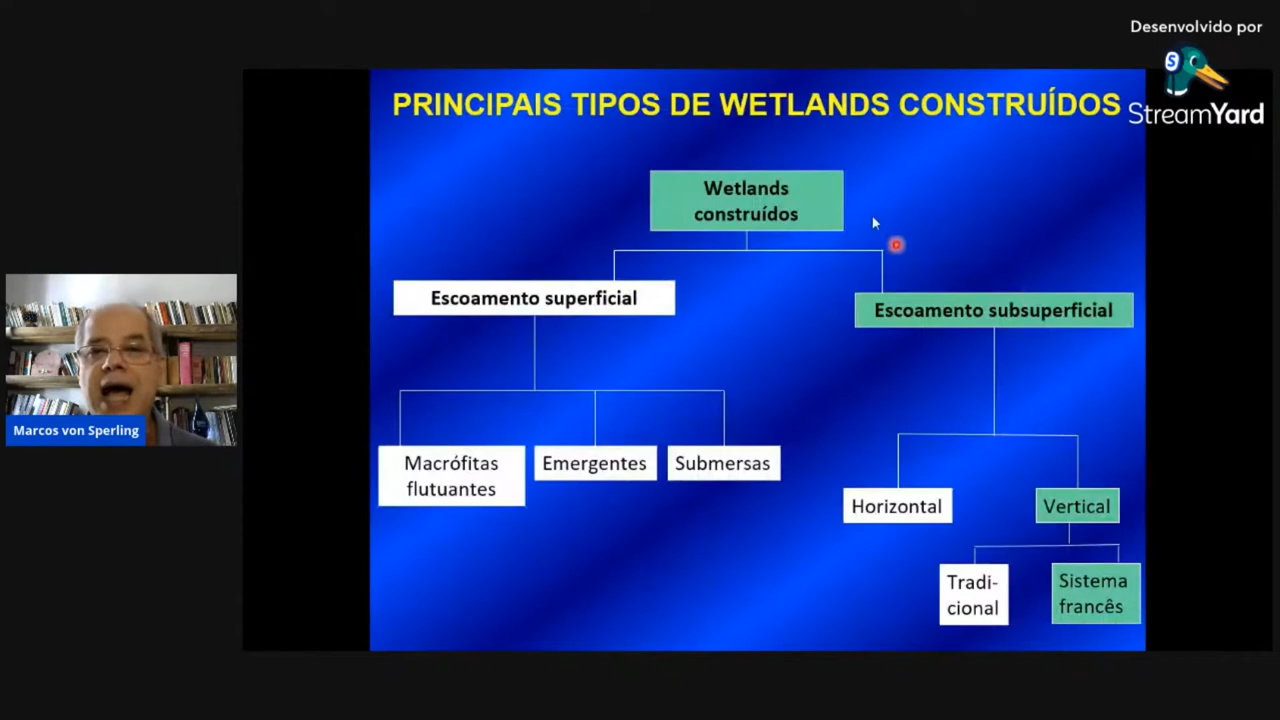 Desenvolvido por
StreamYard
PRINCIPAIS TIPOS DE WETLANDS CONSTRUÍDOS
Wetlands
construídos
Escoamento superficial
Escoamento subsuperficial
Macrófitas
flutuantes
Emergentes
Submersas
Horizontal
Vertical
Tradi-
cional
Sistema
francês
Marcos von Sperling